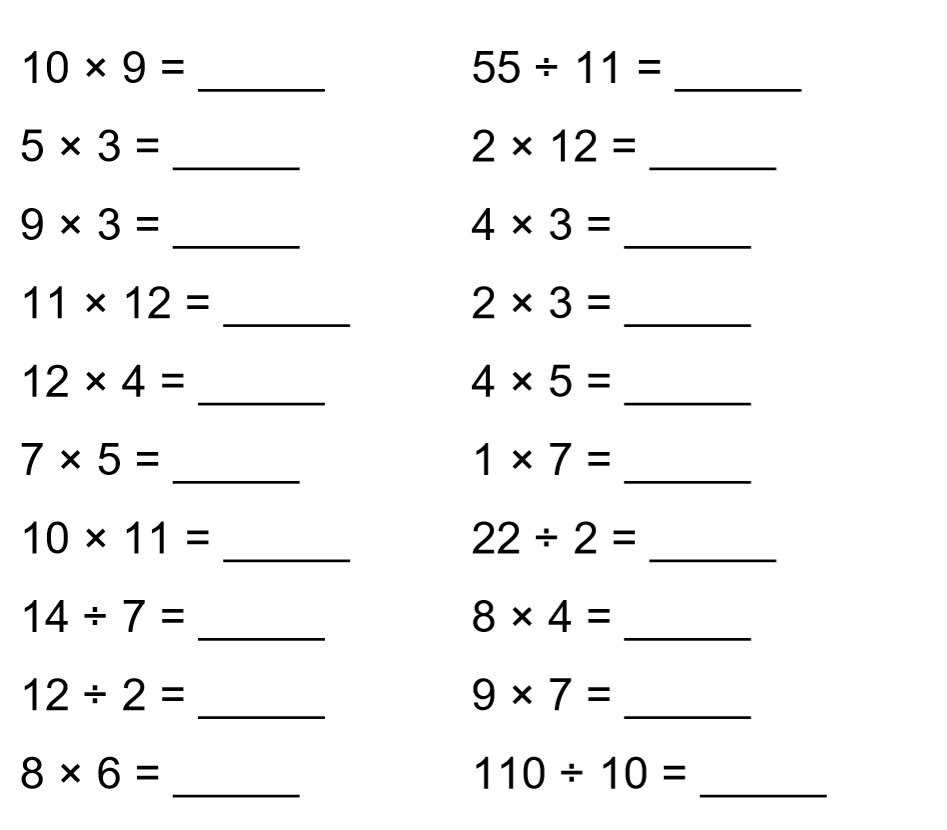 10 × 9 = _____
5 × 3 = _____
9 × 3 = _____
11 × 12 = _____
12 × 4 = _____
7 × 5 = _____
10 × 11 = _____
14 ÷ 7 = _____
12 ÷ 2 = _____
8 × 6 = _____
55 ÷ 11 = _____
2 × 12 = _____
4 × 3 = _____
2 × 3 = _____
4 × 5 = _____
1 × 7 = _____
22 ÷ 2 = _____
8 × 4 = _____
9 × 7 = _____
110 ÷ 10 = _____